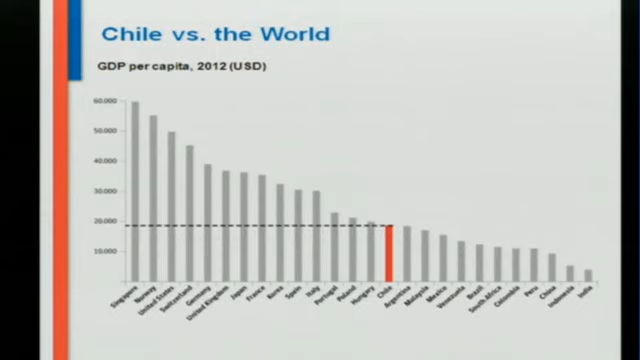 Chile vs. the World
GDP per capita, 2012 (USD)
60.000
50.000
40.000
30.000
20.000
10.000
Singapore
Norway
United States
Switzerland
Germany
United Kingdom
Japan
France
Korea
Spain
Italy
Portugal
Poland
Hungary
Chile
Argentina
Malaysia
Mexico
Venezuela
Brazil
South Africa
Colombia
Peru
China
Indonesia
India